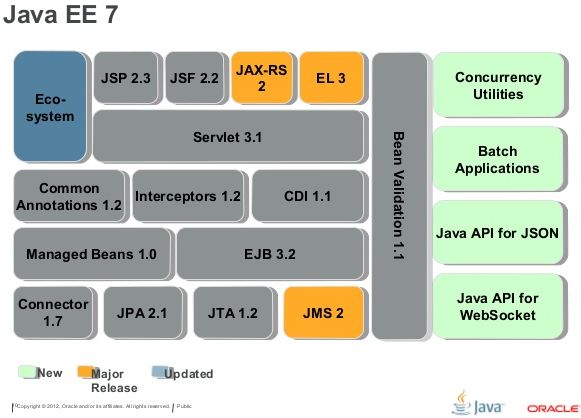 Java EE 7
Eco-
system
JSP 2.3
JSF 2.2
JAX-RS
2
EL 3
Servlet 3.1
Common
Annotations 1.2
Interceptors 1.2
CDI 1.1
Managed Beans 1.0
EJB 3.2
Connector
1.7
JPA 2.1
JTA 1.2
JMS 2
Bean Validation 1.1
Concurrency
Utilities
Batch
Applications
Java API for JSON
Java API for
WebSocket
New
Major
Release
Updated
Copyright © 2012, Oracle and/or its affiliates. All rights reserved.
Public
Java
ORACLE